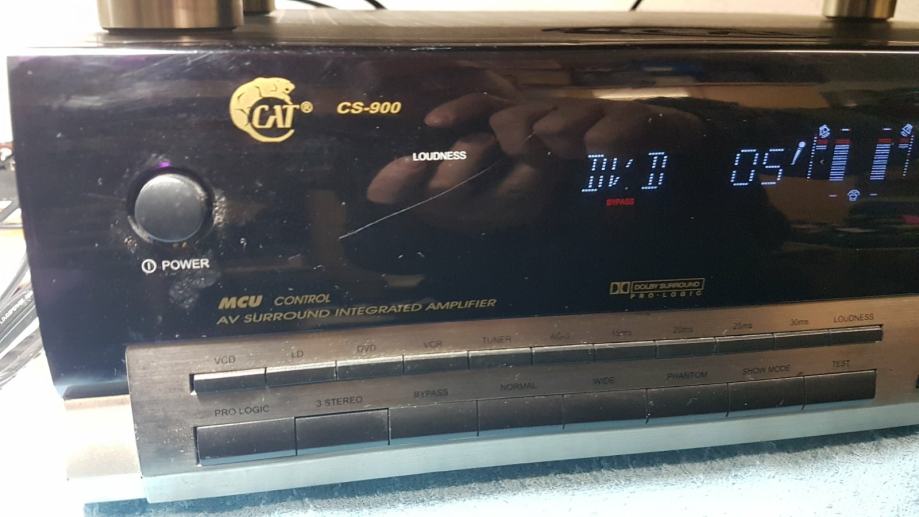 CAT® CS-900
LOUDNESS
DVD 05
BYPASS
POWER
MCU CONTROL
AV SURROUND INTEGRATED AMPLIFIER
DOLBY SURROUND
PRO·LOGIC
VCD LD DVD VCR TUNER 20ms 25ms 30ms LOUDNESS
PRO LOGIC 3 STEREO BYPASS NORMAL WIDE PHANTOM SHOW MODE TEST